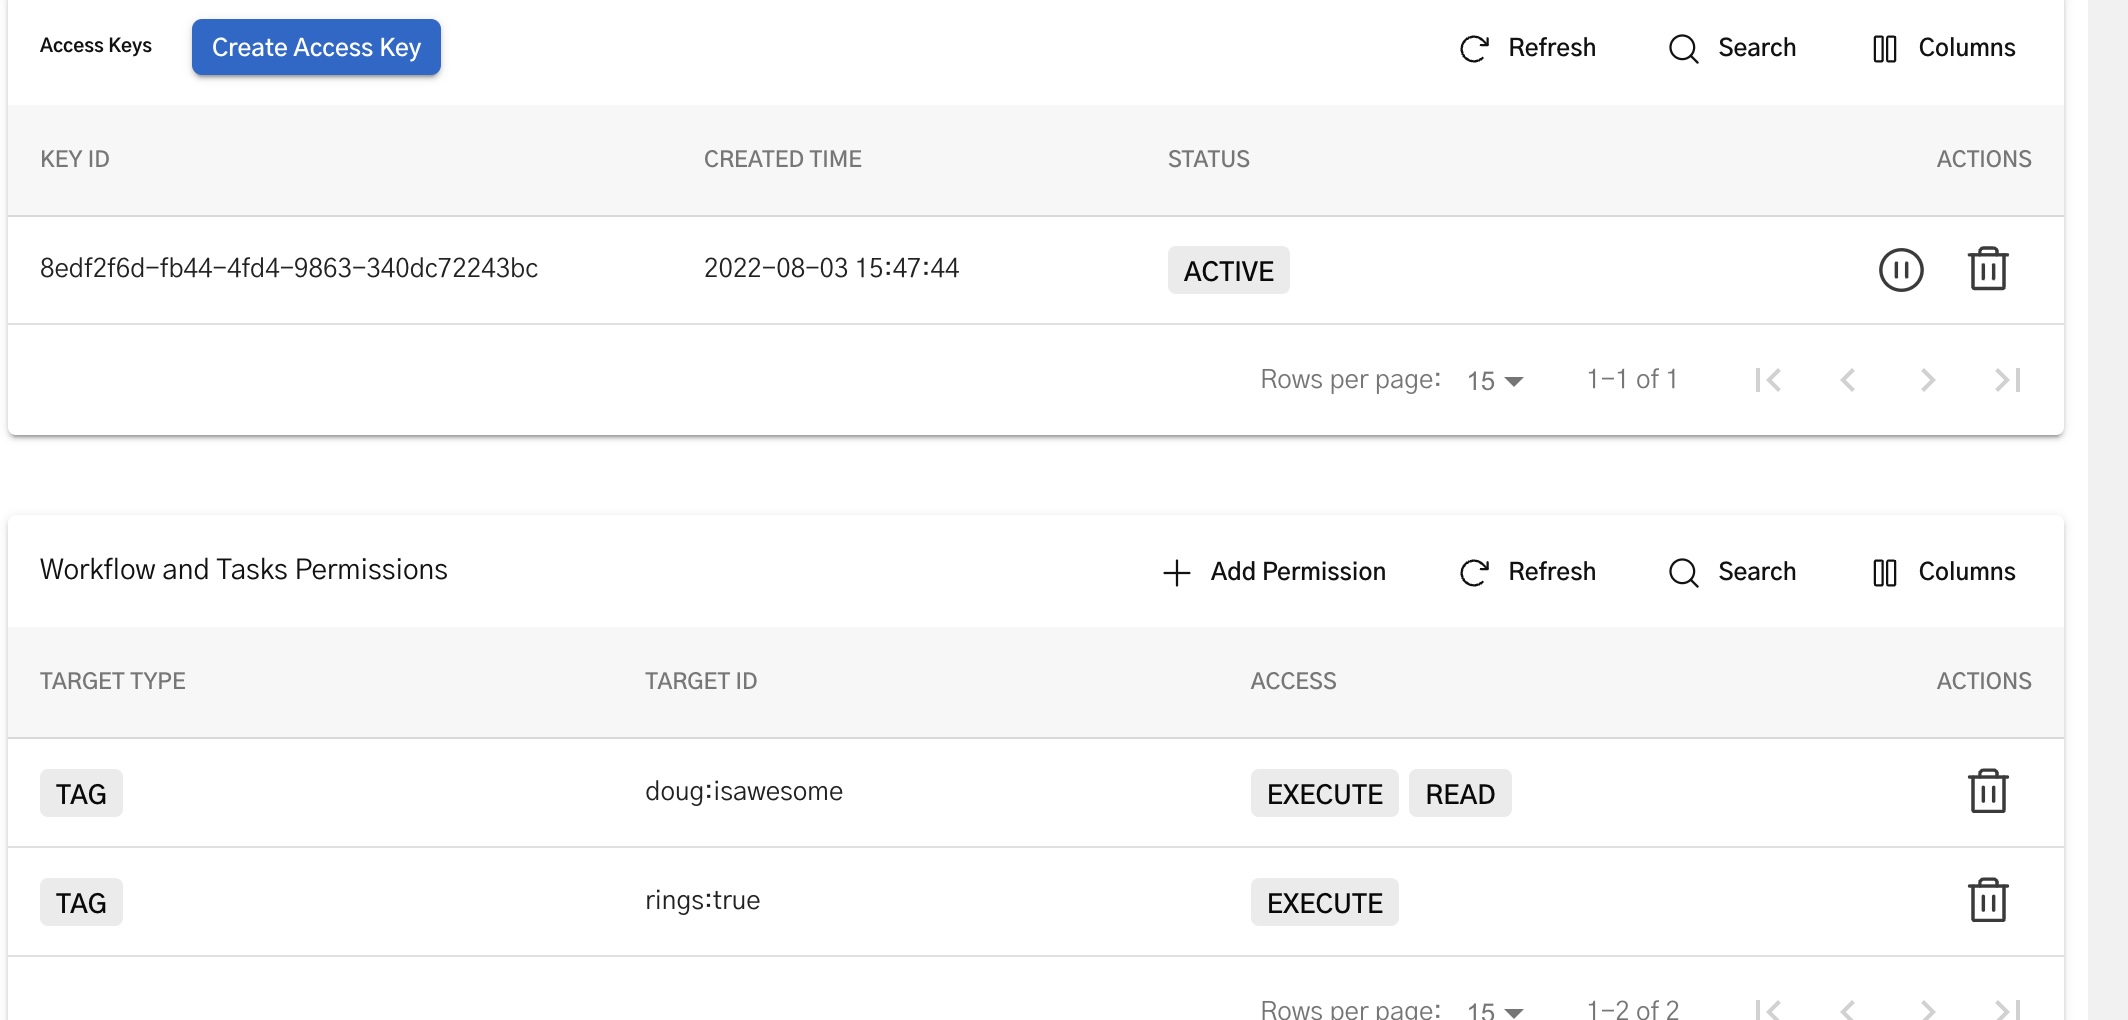 Access Keys Create Access Key Refresh Search Columns
KEY ID CREATED TIME STATUS ACTIONS
8edf2f6d-fb44-4fd4-9863-340dc72243bc 2022-08-03 15:47:44 ACTIVE
Rows per page: 15 1-1 of 1
Workflow and Tasks Permissions Add Permission Refresh Search Columns
TARGET TYPE TARGET ID ACCESS ACTIONS
TAG doug:isawesome EXECUTE READ
TAG rings:true EXECUTE
Rows per page: 15 1-2 of 2